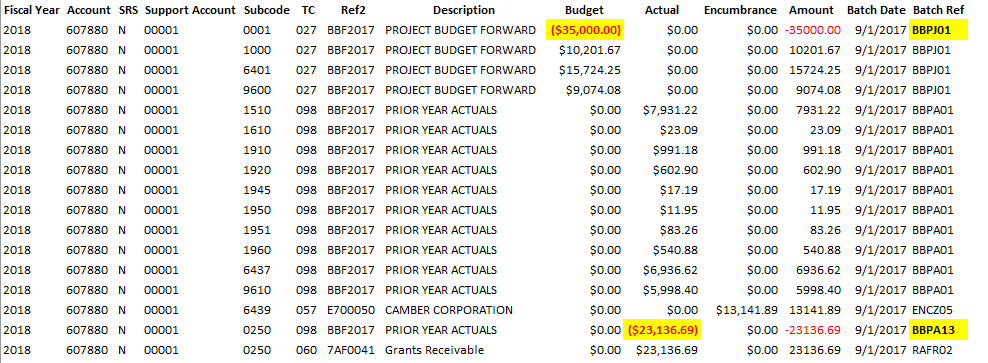 Fiscal Year Account SRS Support Account Subcode TC Ref2 Description Budget Actual Encumbrance Amount Batch Date Batch Ref
2018 607880 N 00001 0001 027 BBF2017 PROJECT BUDGET FORWARD ($35,000.00) $0.00 $0.00 -35000.00 9/1/2017 BBPJ01
2018 607880 N 00001 1000 027 BBF2017 PROJECT BUDGET FORWARD $10,201.67 $0.00 $0.00 10201.67 9/1/2017 BBPJ01
2018 607880 N 00001 6401 027 BBF2017 PROJECT BUDGET FORWARD $15,724.25 $0.00 $0.00 15724.25 9/1/2017 BBPJ01
2018 607880 N 00001 9600 027 BBF2017 PROJECT BUDGET FORWARD $9,074.08 $0.00 $0.00 9074.08 9/1/2017 BBPJ01
2018 607880 N 00001 1510 098 BBF2017 PRIOR YEAR ACTUALS $0.00 $7,931.22 $0.00 7931.22 9/1/2017 BBPA01
2018 607880 N 00001 1610 098 BBF2017 PRIOR YEAR ACTUALS $0.00 $23.09 $0.00 23.09 9/1/2017 BBPA01
2018 607880 N 00001 1910 098 BBF2017 PRIOR YEAR ACTUALS $0.00 $991.18 $0.00 991.18 9/1/2017 BBPA01
2018 607880 N 00001 1920 098 BBF2017 PRIOR YEAR ACTUALS $0.00 $602.90 $0.00 602.90 9/1/2017 BBPA01
2018 607880 N 00001 1945 098 BBF2017 PRIOR YEAR ACTUALS $0.00 $17.19 $0.00 17.19 9/1/2017 BBPA01
2018 607880 N 00001 1950 098 BBF2017 PRIOR YEAR ACTUALS $0.00 $11.95 $0.00 11.95 9/1/2017 BBPA01
2018 607880 N 00001 1951 098 BBF2017 PRIOR YEAR ACTUALS $0.00 $83.26 $0.00 83.26 9/1/2017 BBPA01
2018 607880 N 00001 1960 098 BBF2017 PRIOR YEAR ACTUALS $0.00 $540.88 $0.00 540.88 9/1/2017 BBPA01
2018 607880 N 00001 6437 098 BBF2017 PRIOR YEAR ACTUALS $0.00 $6,936.62 $0.00 6936.62 9/1/2017 BBPA01
2018 607880 N 00001 9610 098 BBF2017 PRIOR YEAR ACTUALS $0.00 $5,998.40 $0.00 5998.40 9/1/2017 BBPA01
2018 607880 N 00001 6439 057 E700050 CAMBER CORPORATION $0.00 $0.00 $13,141.89 13141.89 9/1/2017 ENCZ05
2018 607880 N 00001 0250 098 BBF2017 PRIOR YEAR ACTUALS $0.00 ($23,136.69) $0.00 -23136.69 9/1/2017 BBPA13
2018 607880 N 00001 0250 060 7AF0041 Grants Receivable $0.00 $23,136.69 $0.00 23136.69 9/1/2017 RAFR02